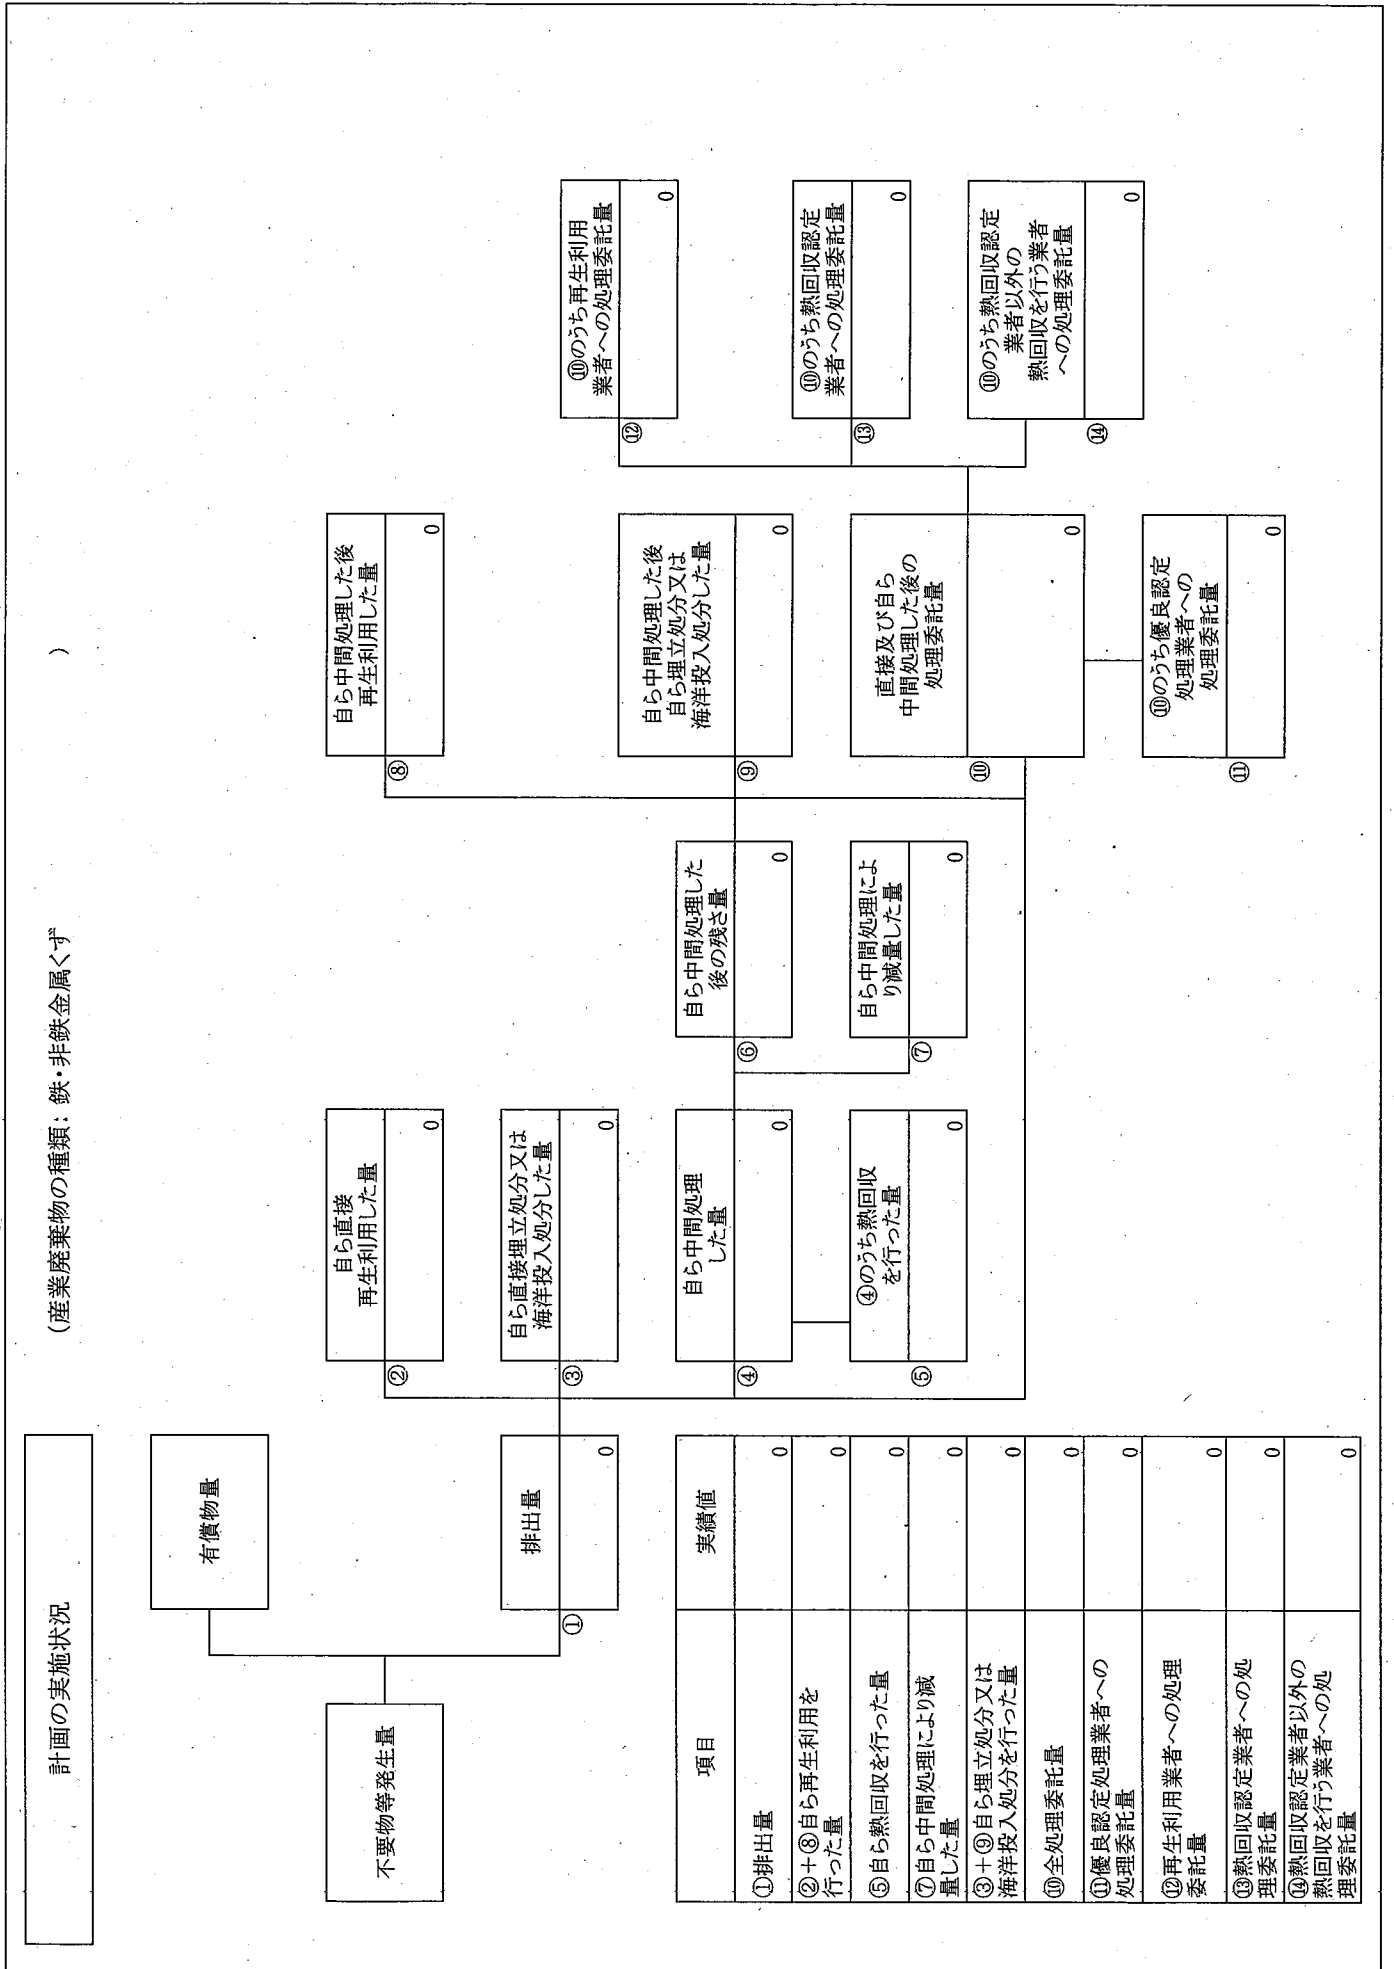 計画の実施状況
(産業廃棄物の種類：鉄・非鉄金属くず
)
不要物等発生量
有償物量
排出量
①
0
自ら直接
再生利用した量
②
0
自ら直接埋立処分又は
海洋投入処分した量
③
0
自ら中間処理
した量
④
0
④のうち熱回収
を行った量
⑤
0
自ら中間処理した
後の残さ量
⑥
0
自ら中間処理によ
り減量した量
⑦
0
自ら中間処理した後
再生利用した量
⑧
0
自ら中間処理した後
自ら埋立処分又は
海洋投入処分した量
⑨
0
直接及び自ら
中間処理した後の
処理委託量
⑩
0
⑩のうち優良認定
処理業者への
処理委託量
⑪
0
⑩のうち再生利用
業者への処理委託量
⑫
0
⑩のうち熱回収認定
業者への処理委託量
⑬
0
⑩のうち熱回収認定
業者以外の
熱回収を行う業者
への処理委託量
⑭
0
項目 実績値
①排出量 0
②＋⑧自ら再生利用を
行った量 0
⑤自ら熱回収を行った量 0
⑦自ら中間処理により減
量した量 0
③＋⑨自ら埋立処分又は
海洋投入処分を行った量 0
⑩全処理委託量 0
⑪優良認定処理業者への
処理委託量 0
⑫再生利用業者への処理
委託量 0
⑬熱回収認定業者への処
理委託量 0
⑭熱回収認定業者以外の
熱回収を行う業者への処
理委託量 0